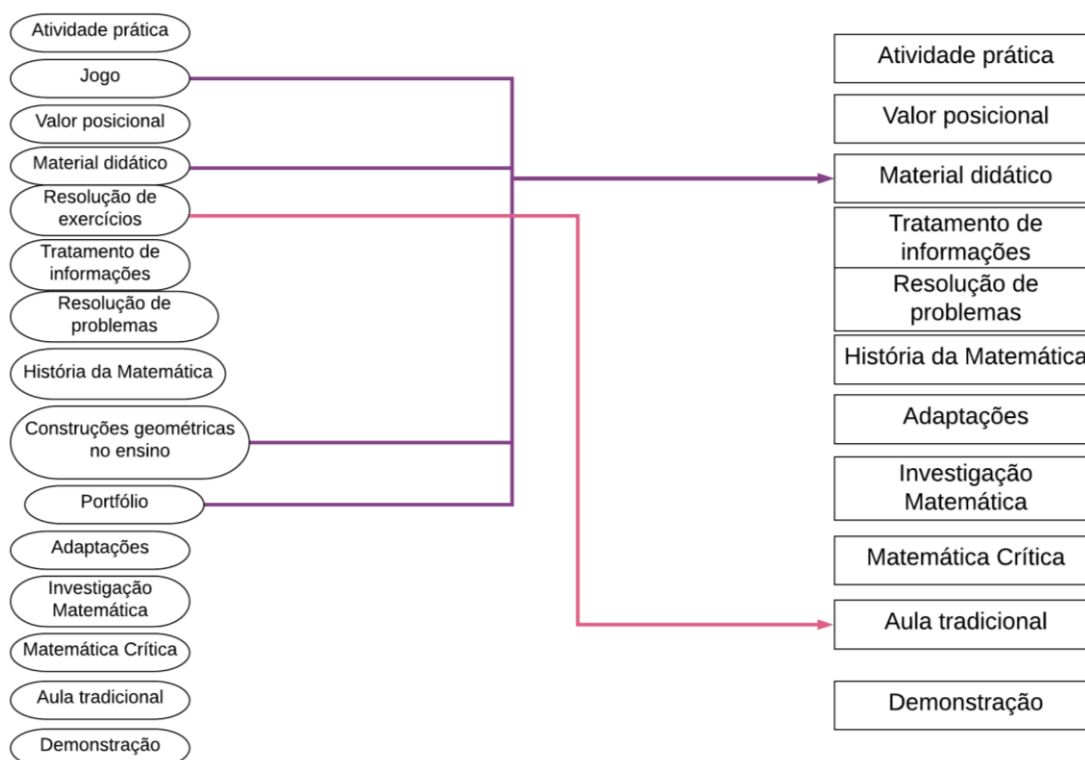 Atividade prática
Jogo
Valor posicional
Material didático
Resolução de
exercícios
Tratamento de
informações
Resolução de
problemas
História da Matemática
Construções geométricas
no ensino
Portfólio
Adaptações
Investigação
Matemática
Matemática Crítica
Aula tradicional
Demonstração
Atividade prática
Valor posicional
Material didático
Tratamento de
informações
Resolução de
problemas
História da Matemática
Adaptações
Investigação
Matemática
Matemática Crítica
Aula tradicional
Demonstração